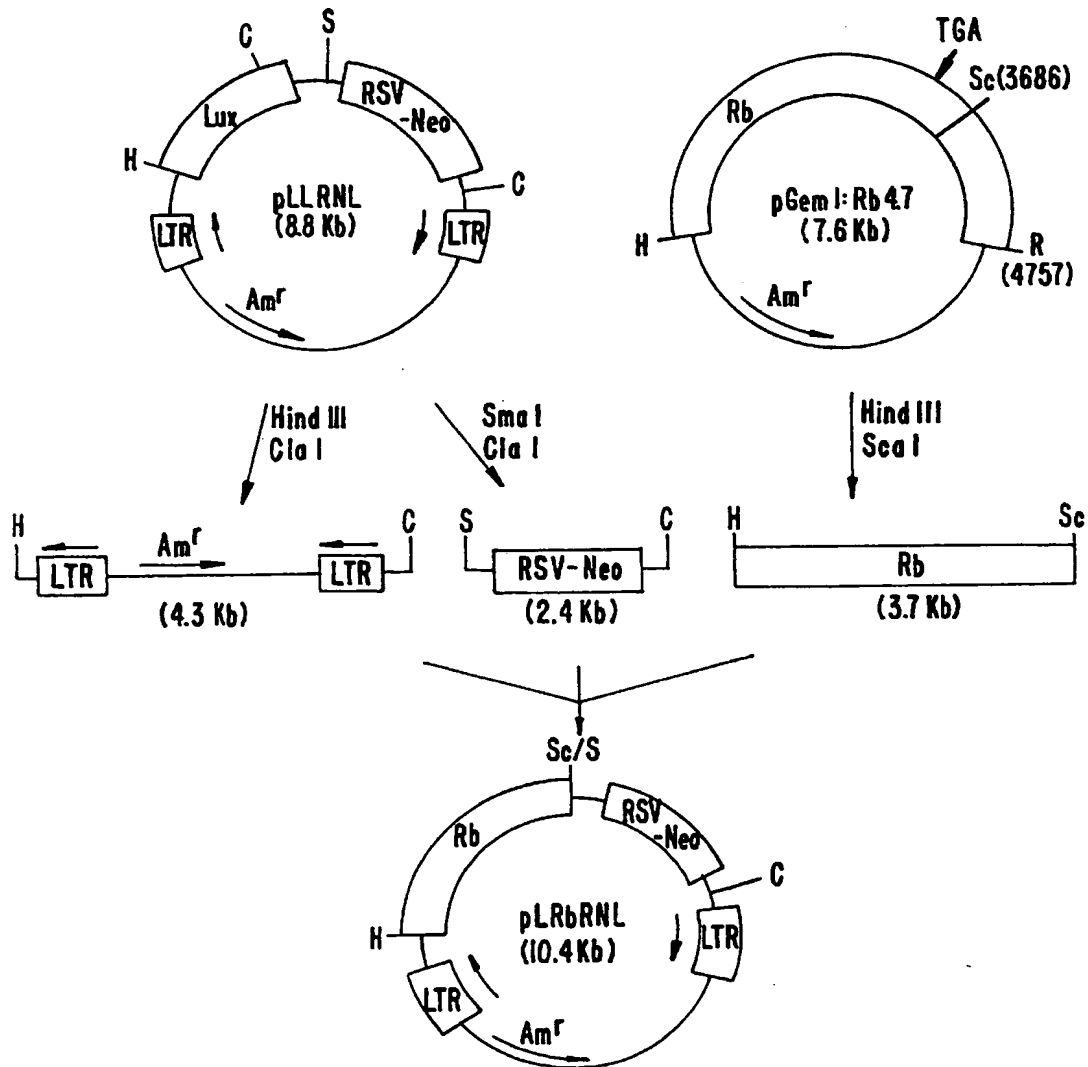 C
S
Lux
RSV
-Neo
H
C
pLLRNL
(8.8 Kb)
LTR
LTR
Amʳ
TGA
Sc(3686)
Rb
pGem I: Rb 4.7
(7.6 Kb)
H
R
(4757)
Amʳ
Hind III
Cla I
Sma I
Cla I
Hind III
Sca I
H
Amʳ
C
LTR
LTR
(4.3 Kb)
S
C
RSV-Neo
(2.4 Kb)
H
Sc
Rb
(3.7 Kb)
Sc/S
Rb
RSV
-Neo
C
H
pLRbRNL
(10.4 Kb)
LTR
LTR
Amʳ